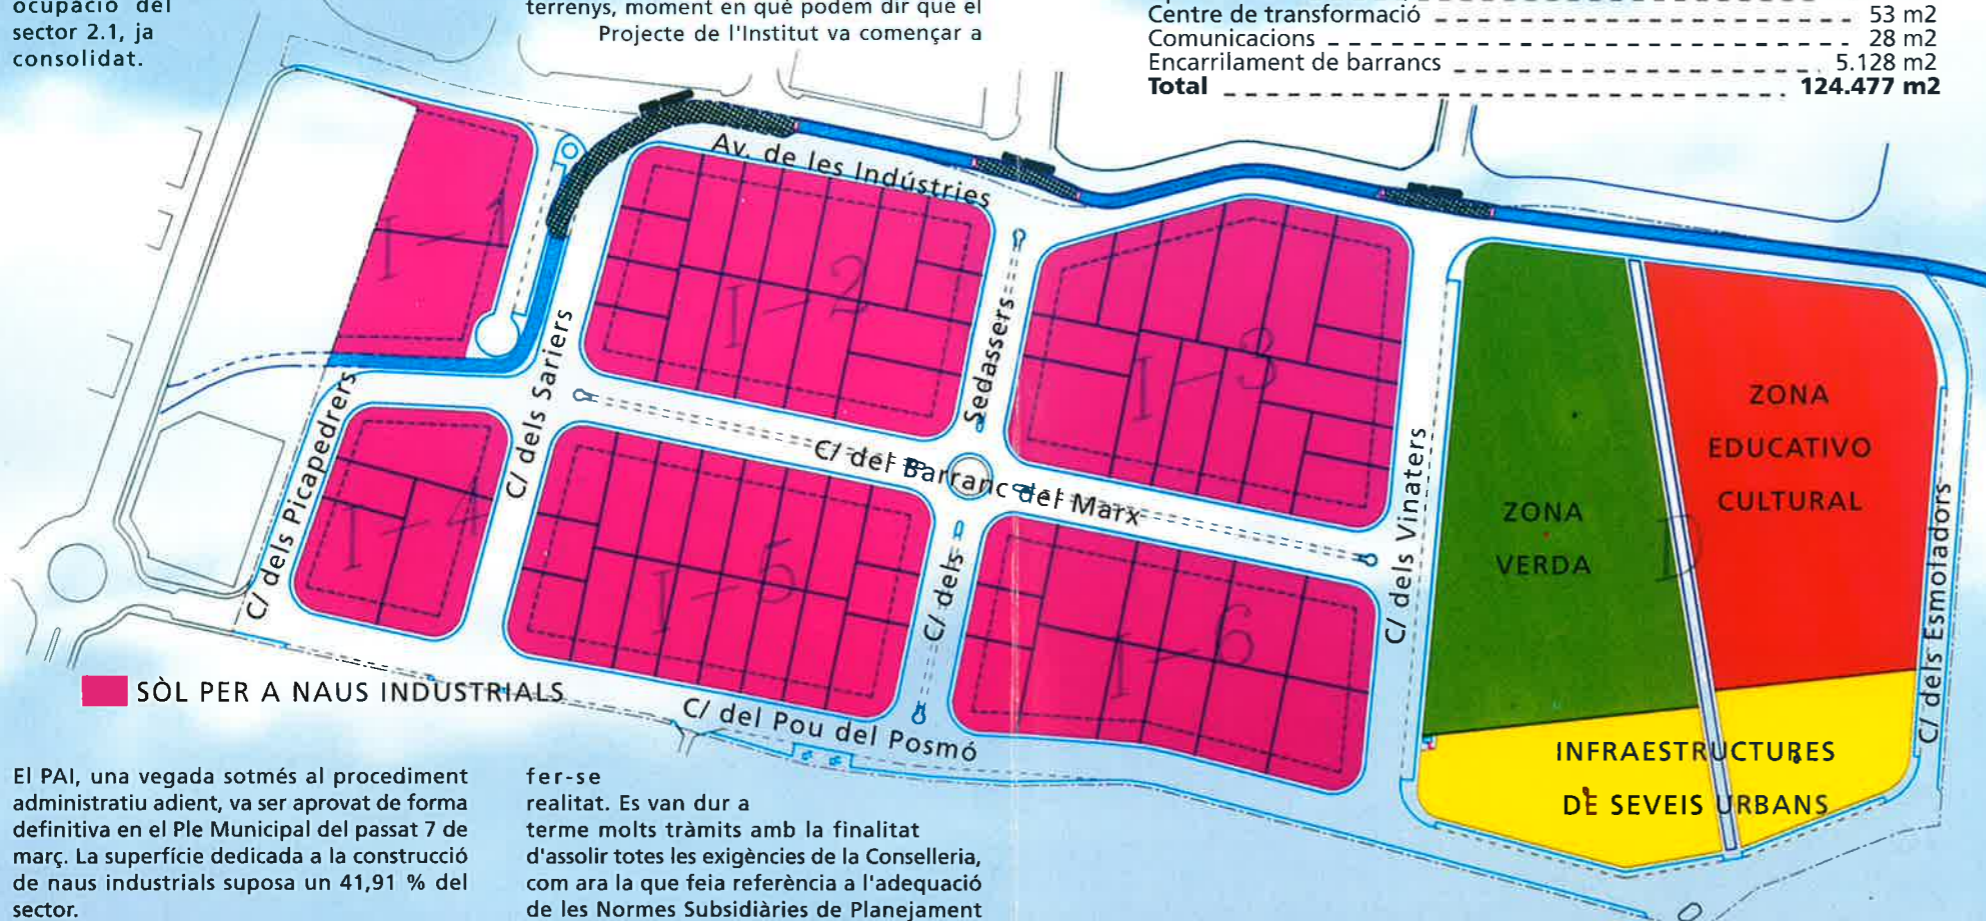 ocupació del
sector 2.1, ja
consolidat.
terrenys, moment en què podem dir que el
Projecte de l'Institut va començar a
Centre de transformació 53 m2
Comunicacions 28 m2
Encarrilament de barrancs 5.128 m2
Total 124.477 m2
Av. de les Indústries
I-1
I-2
I-3
I-4
I-5
I-6
C/ dels Picapedrers
C/ dels Sariers
C/ dels Sedassers
C/ del Barranc del Marx
C/ dels Vinaters
C/ dels Esmoladors
C/ del Pou del Posmó
ZONA
VERDA
D
ZONA
EDUCATIVO
CULTURAL
INFRAESTRUCTURES
DE SEVEIS URBANS
SÒL PER A NAUS INDUSTRIALS
El PAI, una vegada sotmés al procediment
administratiu adient, va ser aprovat de forma
definitiva en el Ple Municipal del passat 7 de
març. La superfície dedicada a la construcció
de naus industrials suposa un 41,91 % del
sector.
fer-se
realitat. Es van dur a
terme molts tràmits amb la finalitat
d'assolir totes les exigències de la Conselleria,
com ara la que feia referència a l'adequació
de les Normes Subsidiàries de Planejament